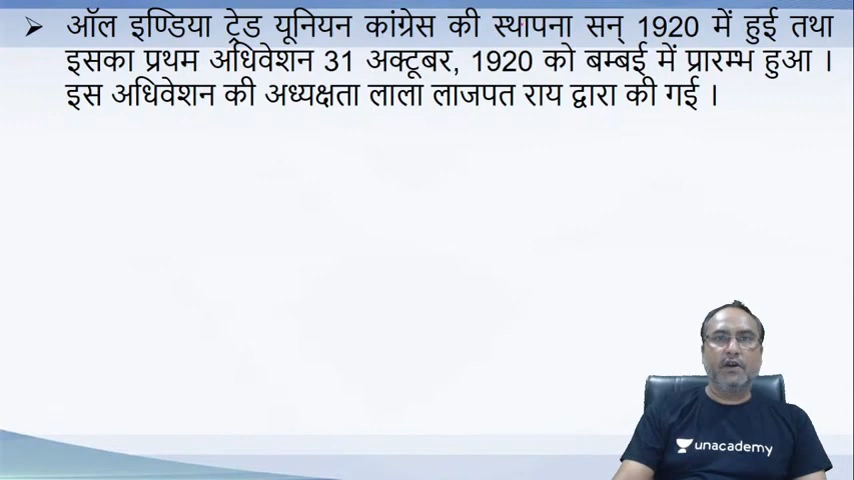 ➢ ऑल इण्डिया ट्रेड यूनियन कांग्रेस की स्थापना सन् 1920 में हुई तथा
इसका प्रथम अधिवेशन 31 अक्टूबर, 1920 को बम्बई में प्रारम्भ हुआ ।
इस अधिवेशन की अध्यक्षता लाला लाजपत राय द्वारा की गई ।
unacademy